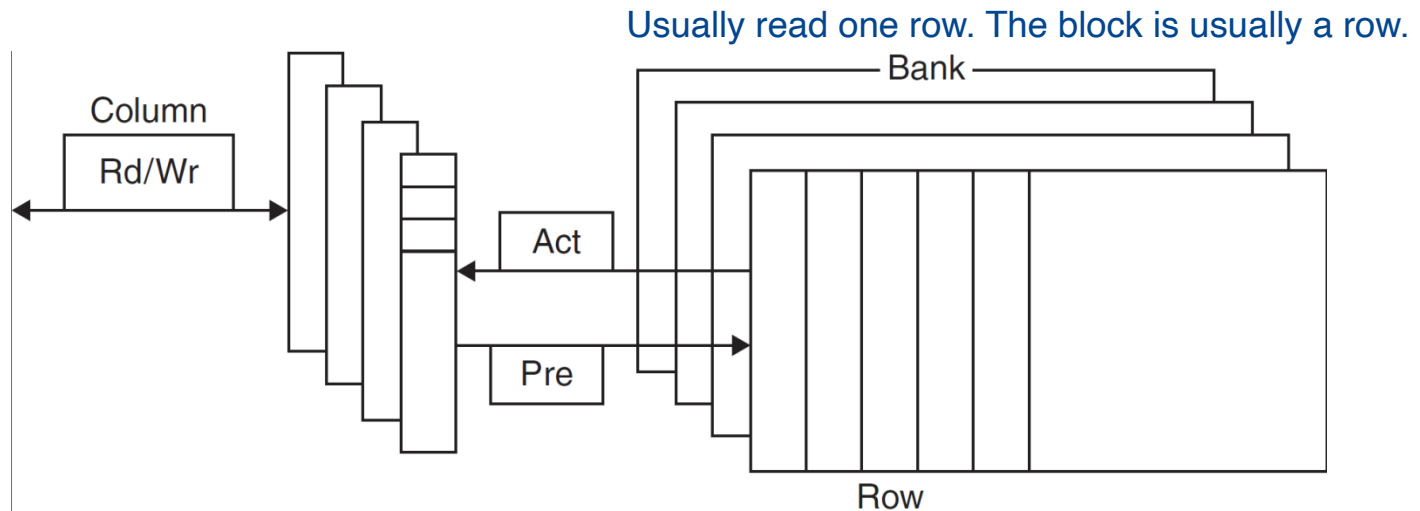 Usually read one row. The block is usually a row.
Bank
Column
Rd/Wr
Act
Pre
Row